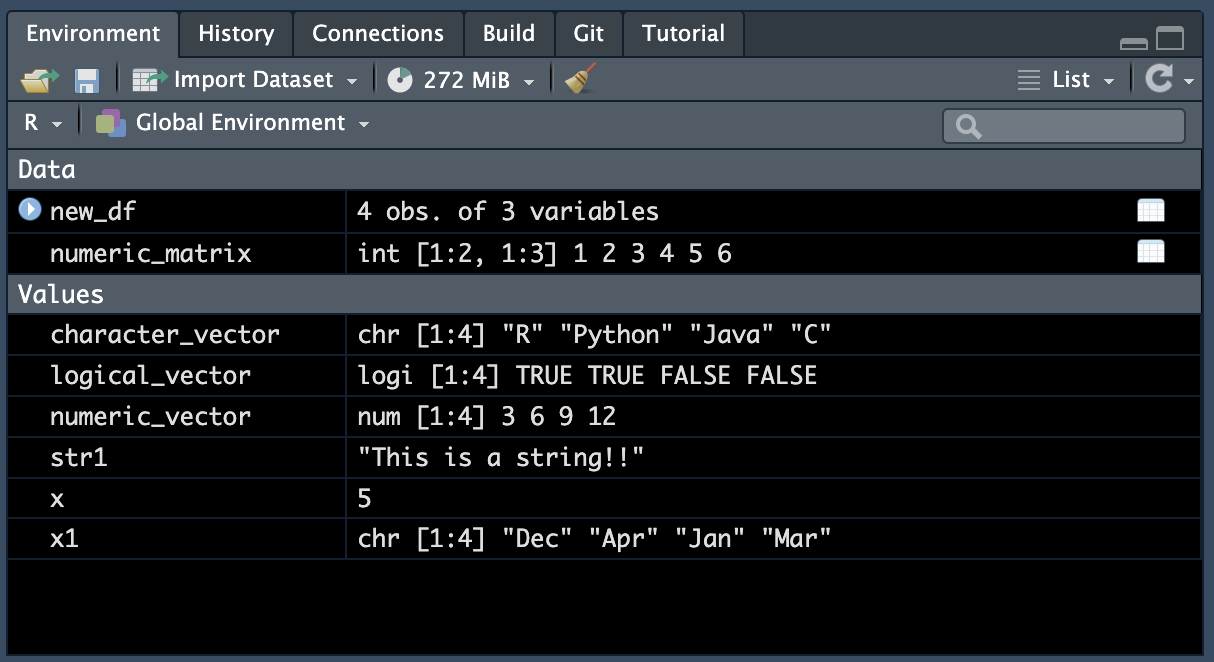 Environment History Connections Build Git Tutorial
Import Dataset 272 MiB List
R Global Environment
Data
new_df 4 obs. of 3 variables
numeric_matrix int [1:2, 1:3] 1 2 3 4 5 6
Values
character_vector chr [1:4] "R" "Python" "Java" "C"
logical_vector logi [1:4] TRUE TRUE FALSE FALSE
numeric_vector num [1:4] 3 6 9 12
str1 "This is a string!!"
x 5
x1 chr [1:4] "Dec" "Apr" "Jan" "Mar"